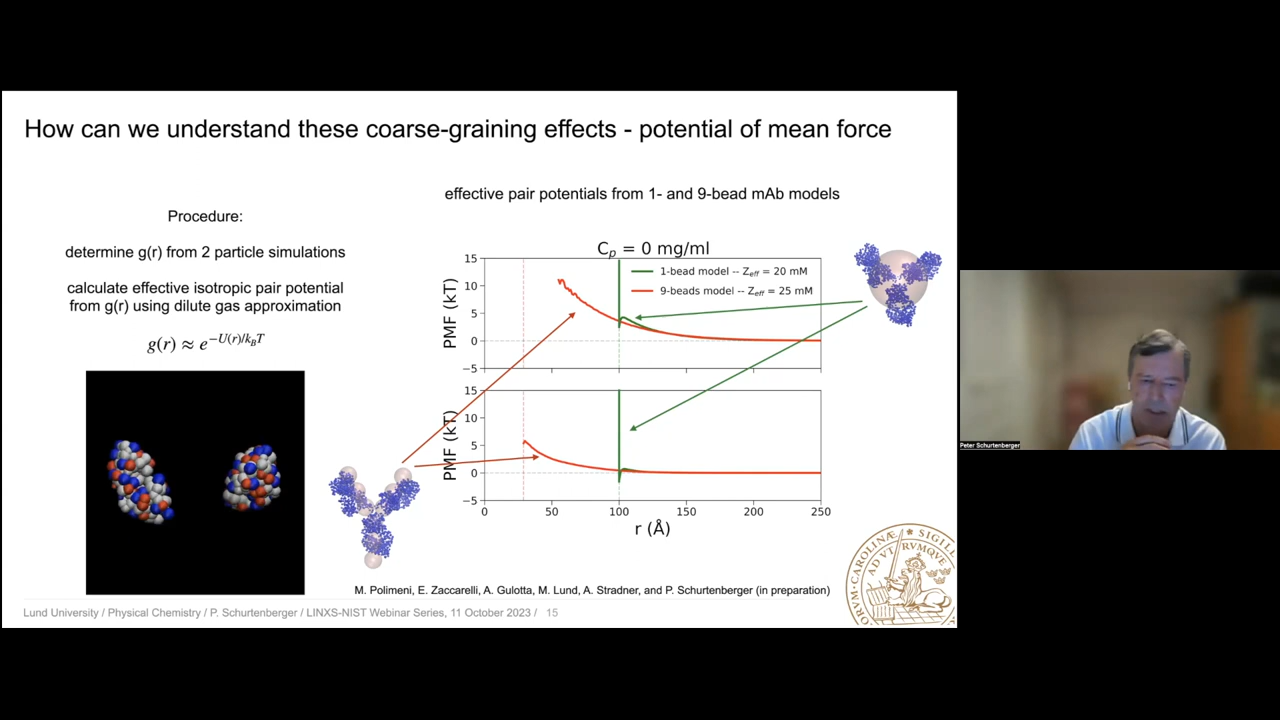 How can we understand these coarse-graining effects - potential of mean force
effective pair potentials from 1- and 9-bead mAb models
Procedure:
determine g(r) from 2 particle simulations
calculate effective isotropic pair potential
from g(r) using dilute gas approximation
g(r) ≈ e^{-U(r)/k_BT}
C_p = 0 mg/ml
1-bead model -- Z_eff = 20 mM
9-beads model -- Z_eff = 25 mM
PMF (kT)
15
10
5
0
−5
PMF (kT)
15
10
5
0
−5
0 50 100 150 200 250
r (Å)
M. Polimeni, E. Zaccarelli, A. Gulotta, M. Lund, A. Stradner, and P. Schurtenberger (in preparation)
Lund University / Physical Chemistry / P. Schurtenberger / LINXS-NIST Webinar Series, 11 October 2023 / 15
CAROLINÆ SIGILL
AD VTRVMQVE
Peter Schurtenberger